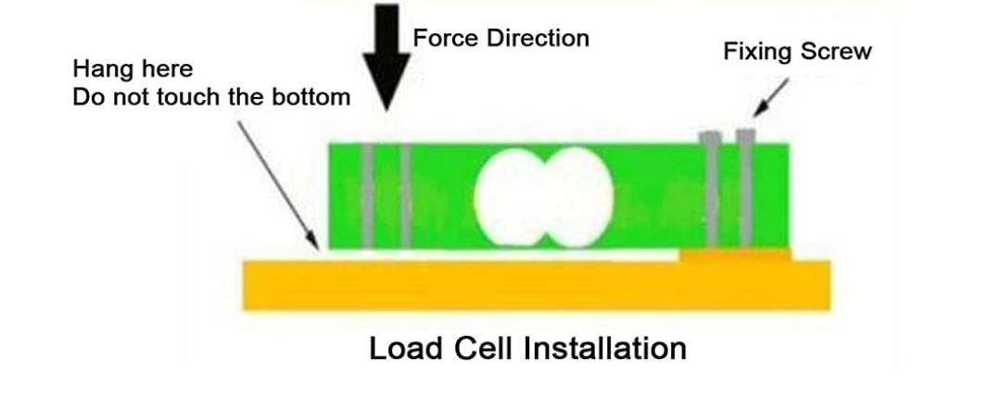 Force Direction
Fixing Screw
Hang here
Do not touch the bottom
Load Cell Installation